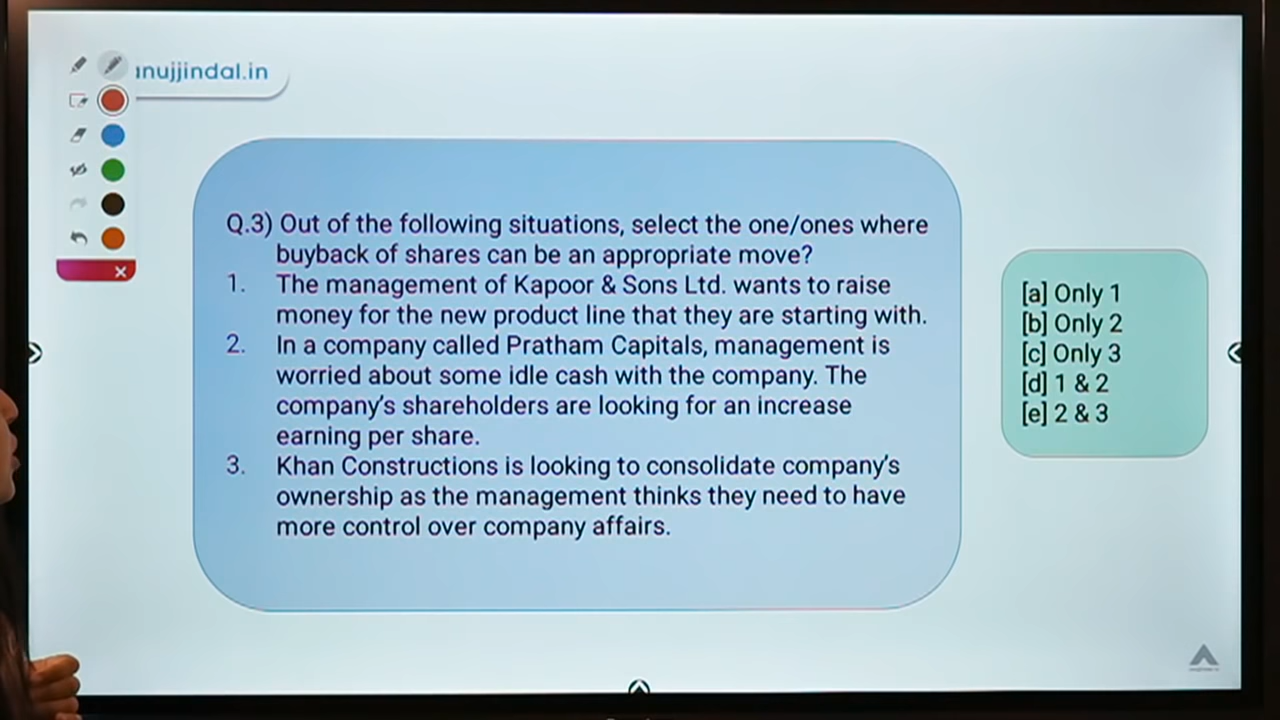 anujjindal.in
Q.3) Out of the following situations, select the one/ones where
buyback of shares can be an appropriate move?
1. The management of Kapoor & Sons Ltd. wants to raise
money for the new product line that they are starting with.
2. In a company called Pratham Capitals, management is
worried about some idle cash with the company. The
company's shareholders are looking for an increase
earning per share.
3. Khan Constructions is looking to consolidate company's
ownership as the management thinks they need to have
more control over company affairs.
[a] Only 1
[b] Only 2
[c] Only 3
[d] 1 & 2
[e] 2 & 3